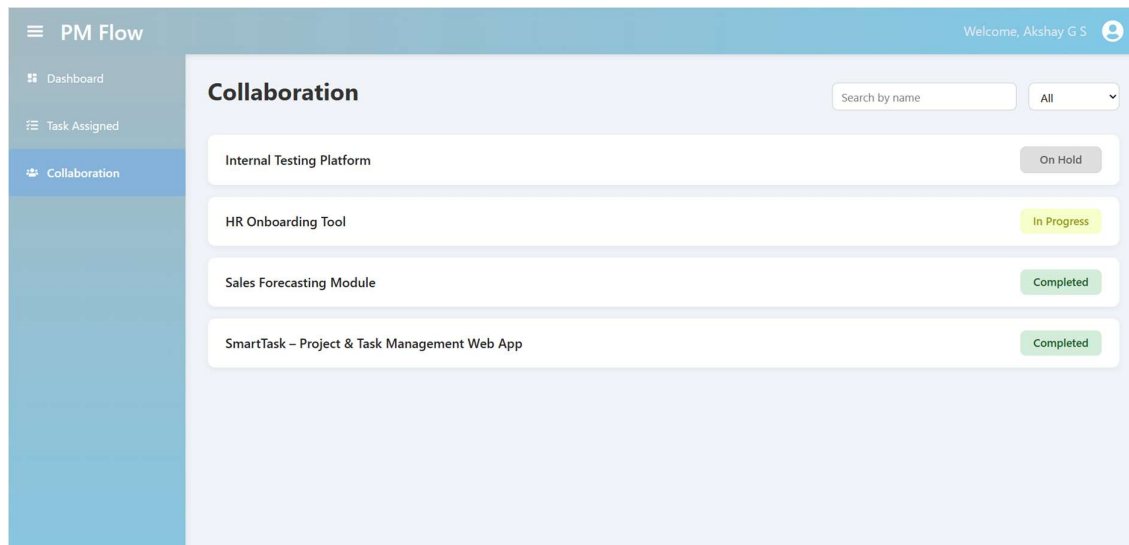 PM Flow
Welcome, Akshay G S
Dashboard
Task Assigned
Collaboration
Collaboration
Search by name
All
Internal Testing Platform
On Hold
HR Onboarding Tool
In Progress
Sales Forecasting Module
Completed
SmartTask – Project & Task Management Web App
Completed